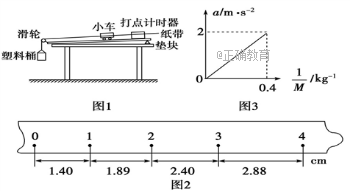 滑轮
小车
打点计时器
纸带
垫块
塑料桶
图1
a/m·s⁻²
2
@正确教育
0
0.4
1/M /kg⁻¹
图3
0 1 2 3 4
1.40 1.89 2.40 2.88 cm
图2